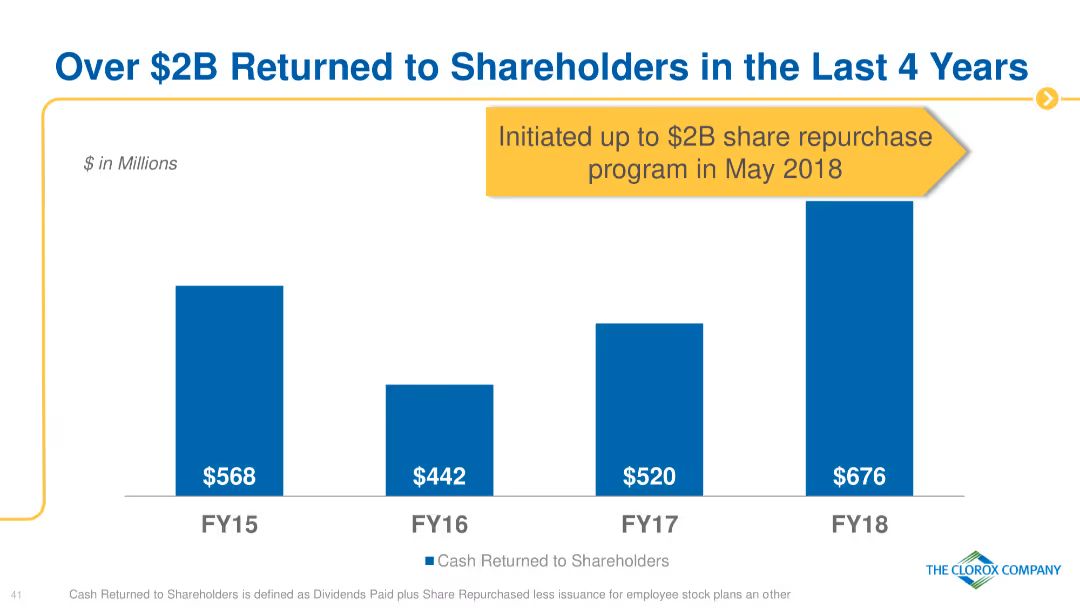 Over $2B Returned to Shareholders in the Last 4 Years
Initiated up to $2B share repurchase
program in May 2018
$ in Millions
$568
$442
$520
$676
FY15
FY16
FY17
FY18
Cash Returned to Shareholders
THE CLOROX COMPANY
41
Cash Returned to Shareholders is defined as Dividends Paid plus Share Repurchased less issuance for employee stock plans an other